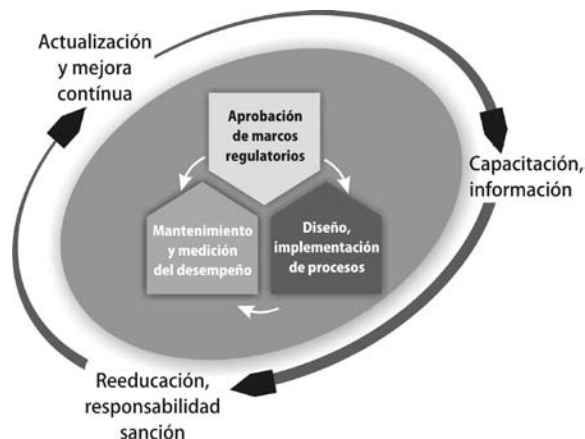 Actualización
y mejora
contínua
Aprobación
de marcos
regulatorios
Capacitación,
información
Mantenimiento
y medición
del desempeño
Diseño,
implementación
de procesos
Reeducación,
responsabilidad
sanción